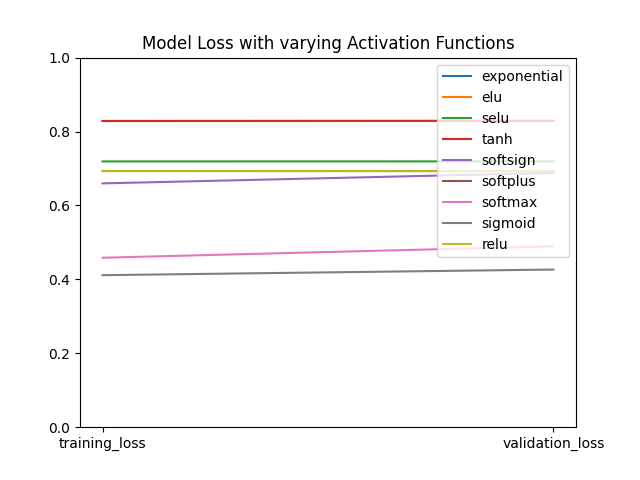 Model Loss with varying Activation Functions
1.0
0.8
0.6
0.4
0.2
0.0
exponential
elu
selu
tanh
softsign
softplus
softmax
sigmoid
relu
training_loss
validation_loss